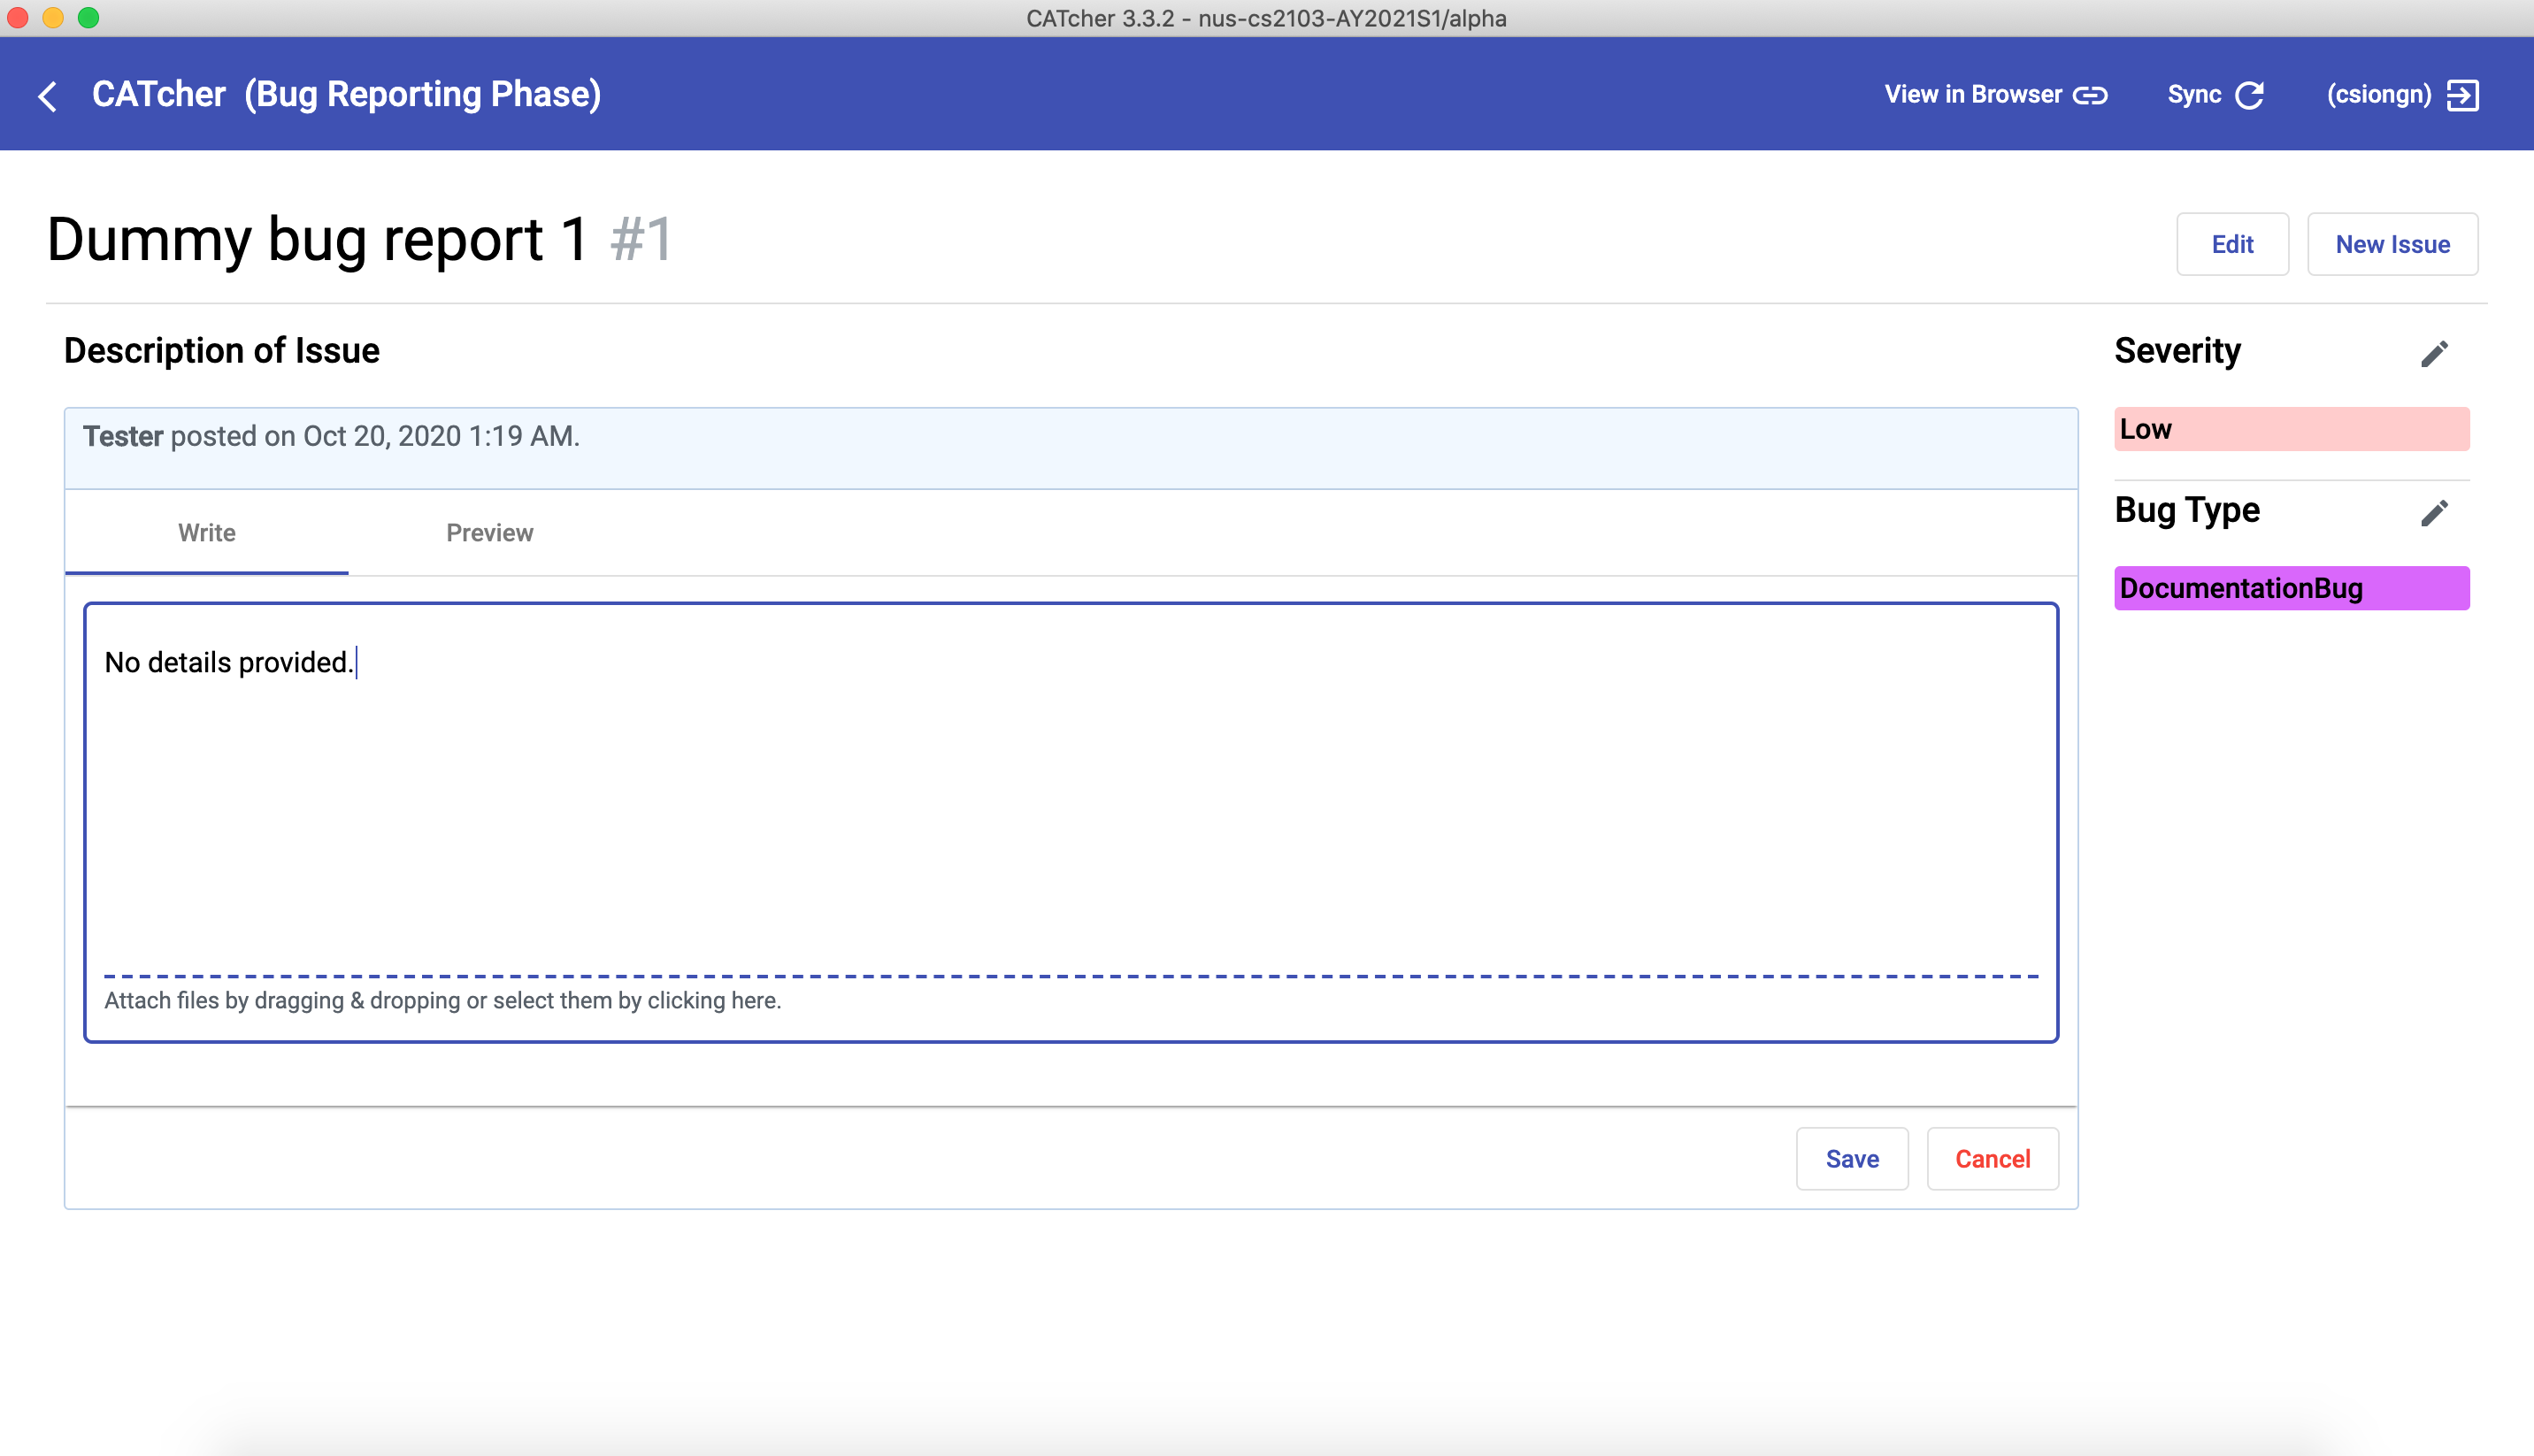 CATcher 3.3.2 - nus-cs2103-AY2021S1/alpha
CATcher (Bug Reporting Phase)
View in Browser
Sync
(csiongn)
Dummy bug report 1 #1
Edit
New Issue
Description of Issue
Tester posted on Oct 20, 2020 1:19 AM.
Write
Preview
No details provided.
Attach files by dragging & dropping or select them by clicking here.
Save
Cancel
Severity
Low
Bug Type
DocumentationBug